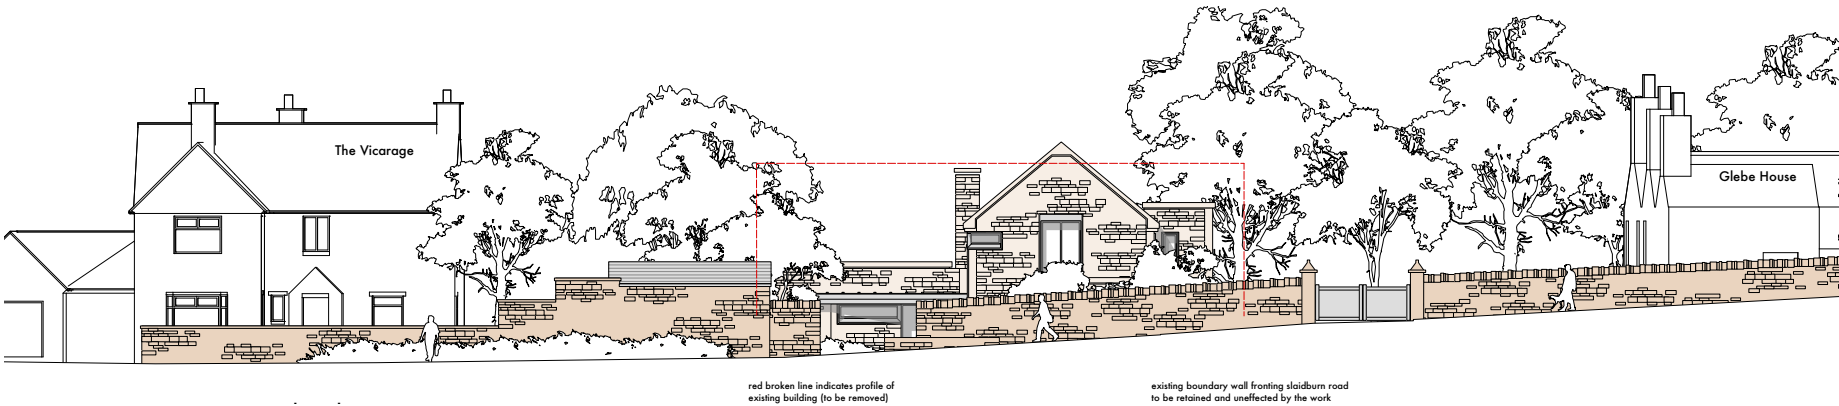 The Vicarage
Glebe House
red broken line indicates profile of
existing building (to be removed)
existing boundary wall fronting slaidburn road
to be retained and uneffected by the work